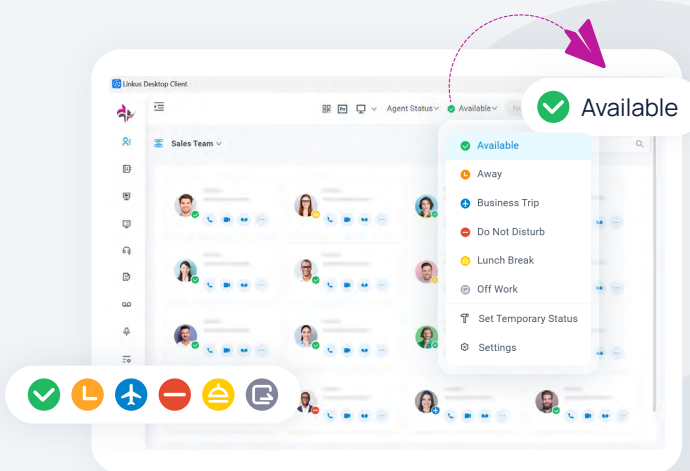 Linkus Desktop Client
Fn
Agent Status
Available
Available
Sales Team
Available
Away
Business Trip
Do Not Disturb
Lunch Break
Off Work
Set Temporary Status
Settings